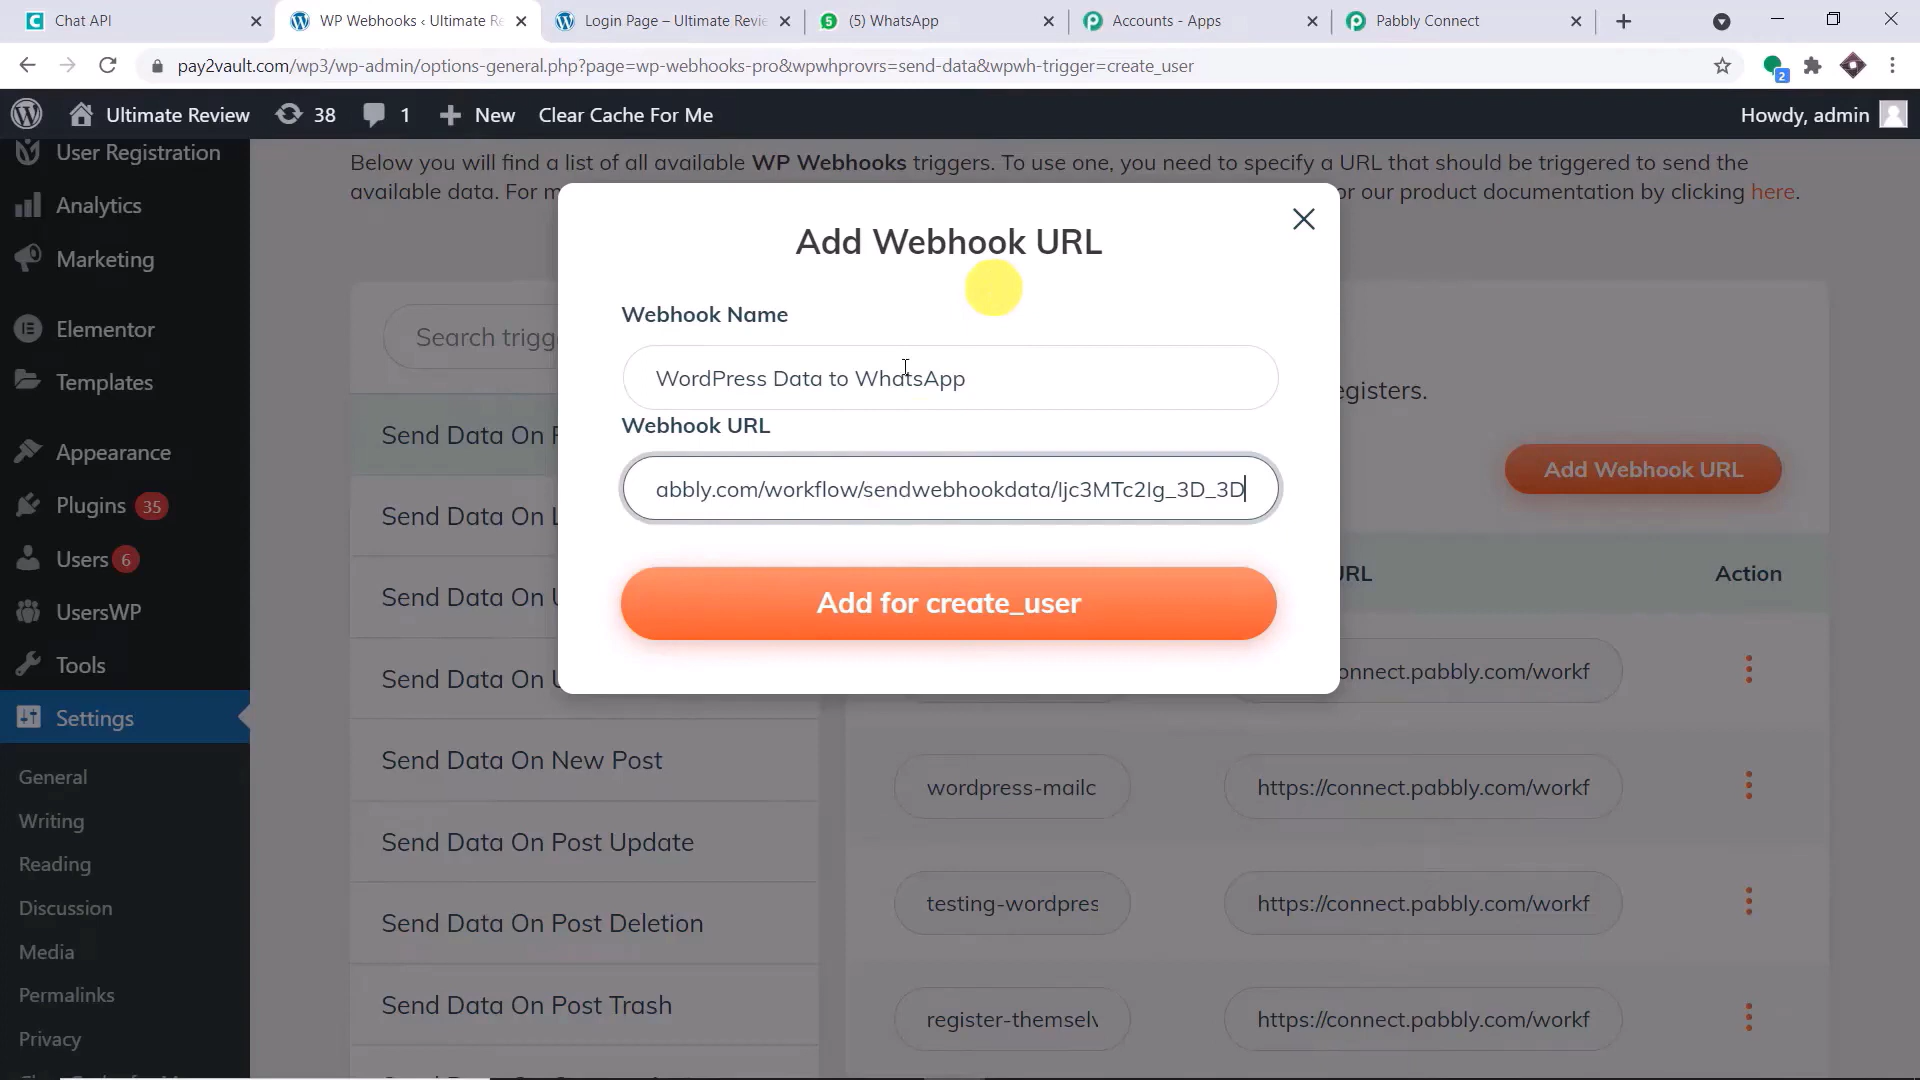 Chat API
WP Webhooks ‹ Ultimate Re
Login Page – Ultimate Revie
(5) WhatsApp
Accounts - Apps
Pabbly Connect
pay2vault.com/wp3/wp-admin/options-general.php?page=wp-webhooks-pro&wpwhprovrs=send-data&wpwh-trigger=create_user
2
Ultimate Review
38
1
New
Clear Cache For Me
Howdy, admin
User Registration
Analytics
Marketing
Elementor
Templates
Appearance
Plugins 35
Users 6
UsersWP
Tools
Settings
General
Writing
Reading
Discussion
Media
Permalinks
Privacy
Below you will find a list of all available WP Webhooks triggers. To use one, you need to specify a URL that should be triggered to send the
available data. For m
or our product documentation by clicking here.
Search trigg
Send Data On
Send Data On
Send Data On
Send Data On
Send Data On New Post
Send Data On Post Update
Send Data On Post Deletion
Send Data On Post Trash
egisters.
Add Webhook URL
URL
Action
onnect.pabbly.com/workf
wordpress-mailc
https://connect.pabbly.com/workf
testing-wordpres
https://connect.pabbly.com/workf
register-themselv
https://connect.pabbly.com/workf
Add Webhook URL
Webhook Name
WordPress Data to WhatsApp
Webhook URL
abbly.com/workflow/sendwebhookdata/Ijc3MTc2Ig_3D_3D
Add for create_user